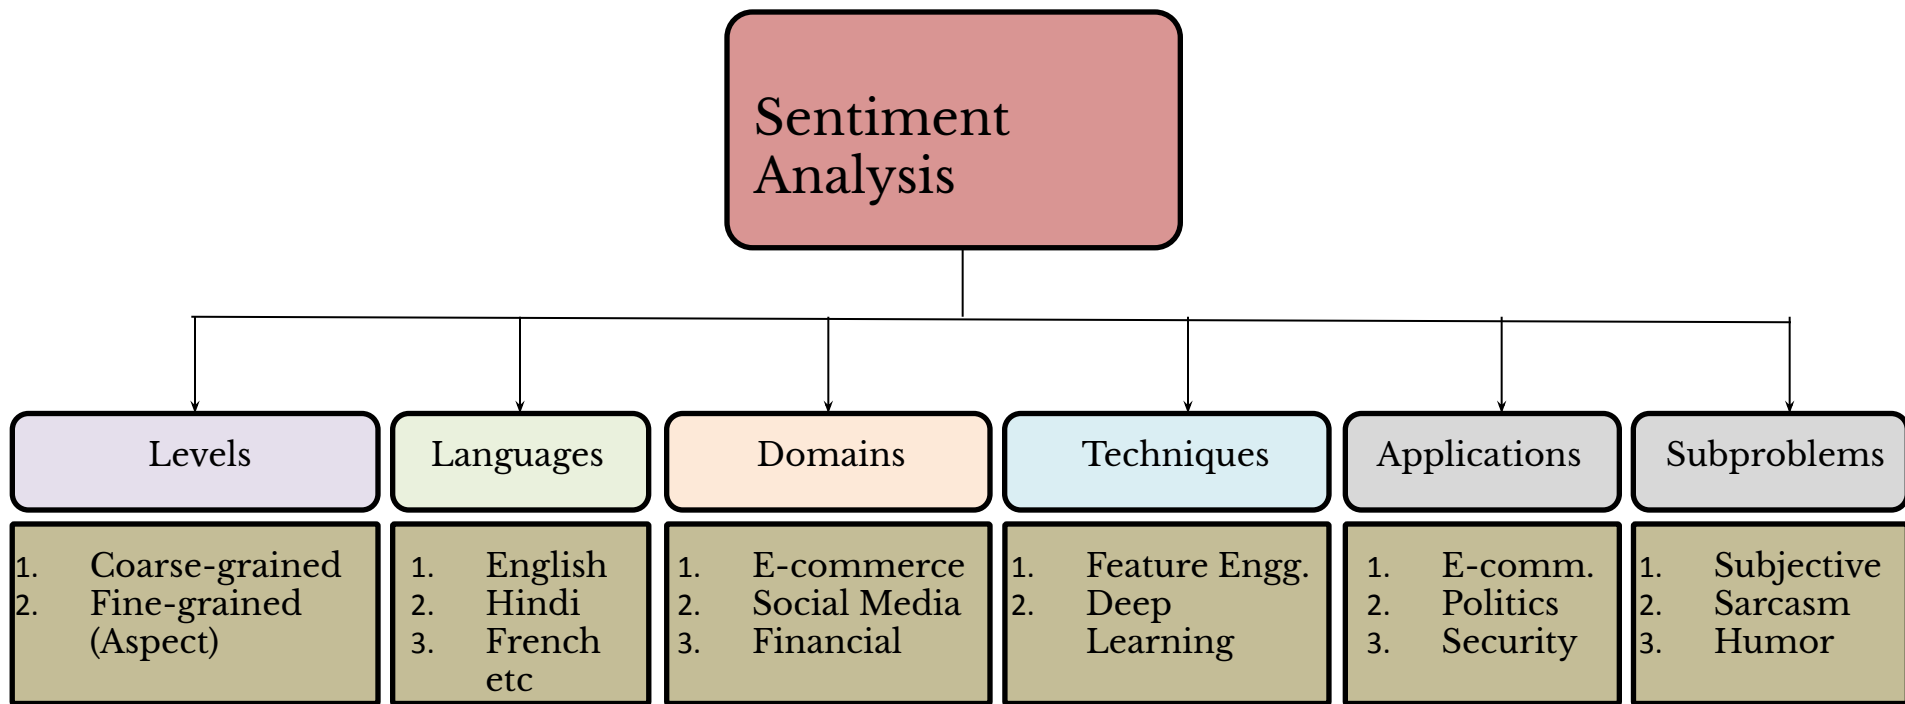 Sentiment
Analysis
Levels
Languages
Domains
Techniques
Applications
Subproblems
1. Coarse-grained
2. Fine-grained
(Aspect)
1. English
2. Hindi
3. French
etc
1. E-commerce
2. Social Media
3. Financial
1. Feature Engg.
2. Deep
Learning
1. E-comm.
2. Politics
3. Security
1. Subjective
2. Sarcasm
3. Humor